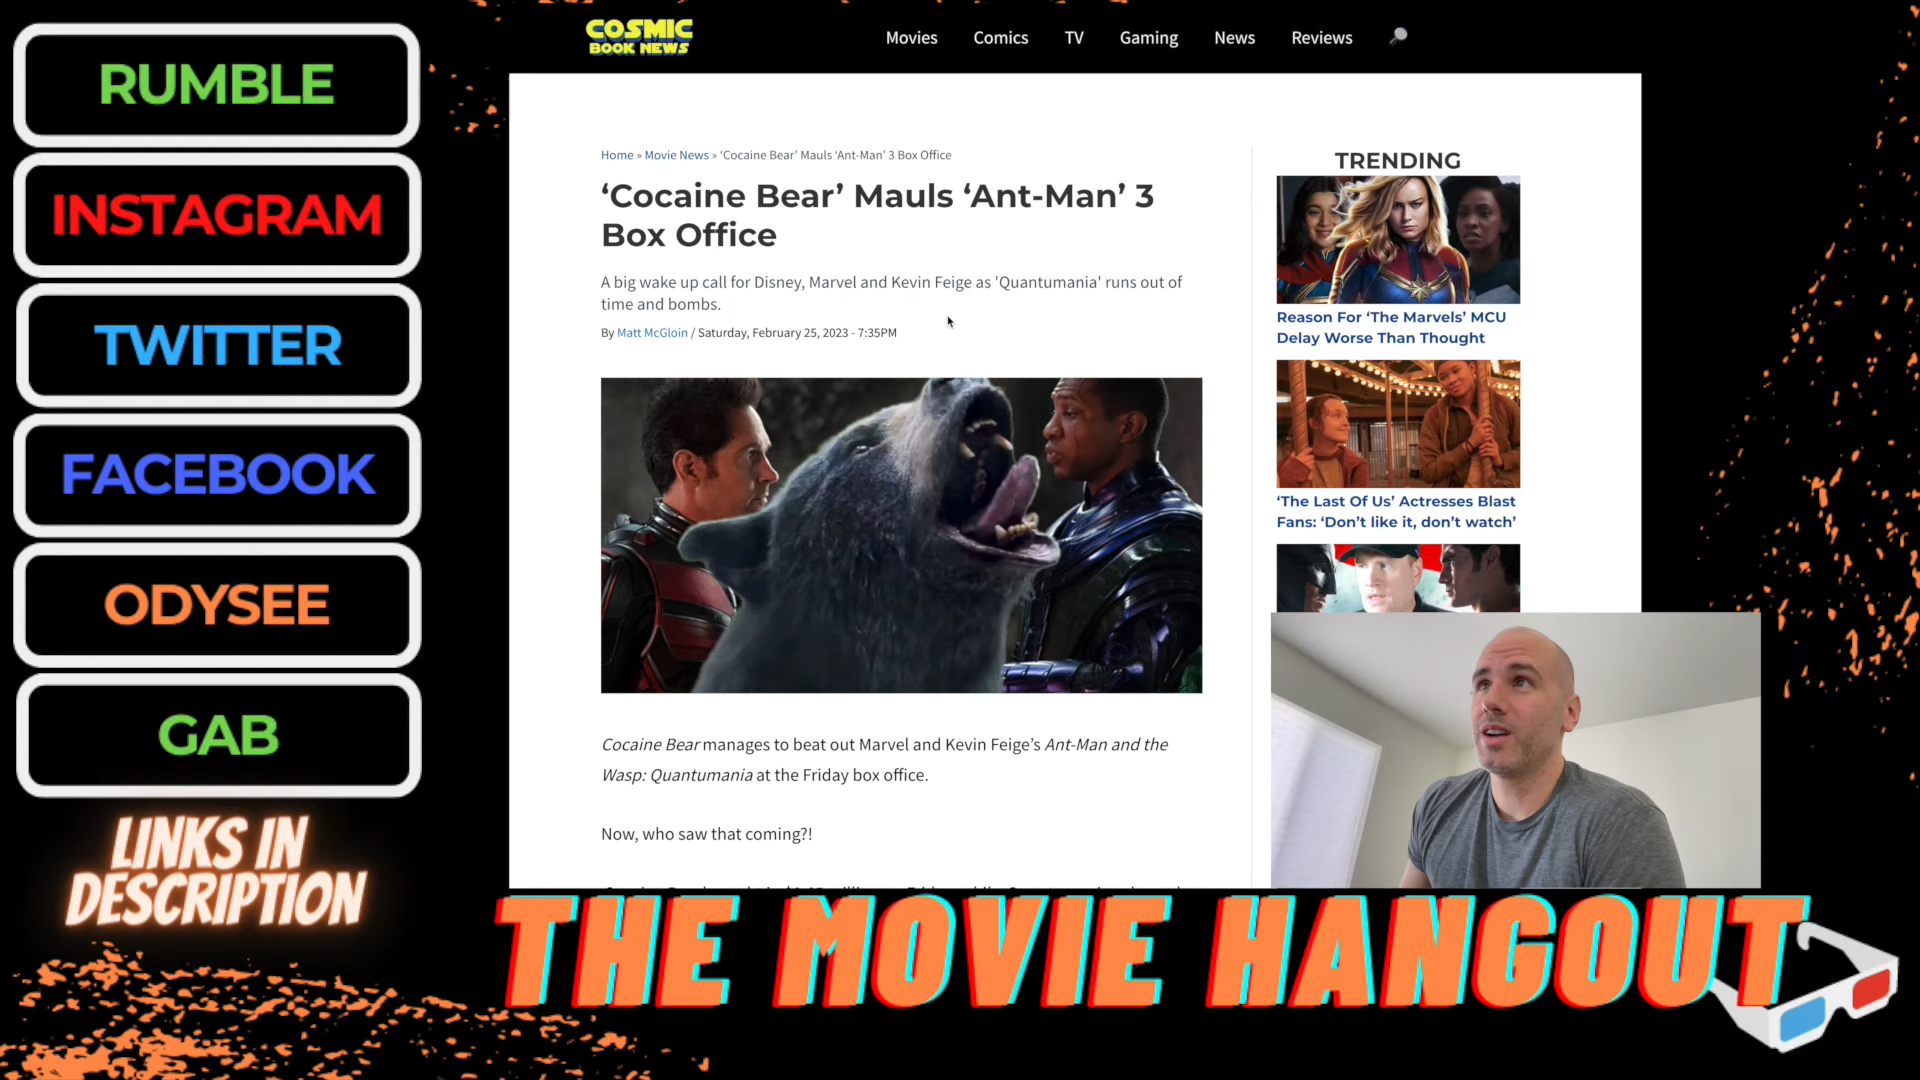 RUMBLE
INSTAGRAM
TWITTER
FACEBOOK
ODYSEE
GAB
LINKS IN
DESCRIPTION
COSMIC
BOOK NEWS
Movies
Comics
TV
Gaming
News
Reviews
Home » Movie News » ‘Cocaine Bear’ Mauls ‘Ant-Man’ 3 Box Office
‘Cocaine Bear’ Mauls ‘Ant-Man’ 3
Box Office
A big wake up call for Disney, Marvel and Kevin Feige as 'Quantumania' runs out of
time and bombs.
By Matt McGloin / Saturday, February 25, 2023 - 7:35PM
Cocaine Bear manages to beat out Marvel and Kevin Feige’s Ant-Man and the
Wasp: Quantumania at the Friday box office.
Now, who saw that coming?!
TRENDING
Reason For ‘The Marvels’ MCU
Delay Worse Than Thought
‘The Last Of Us’ Actresses Blast
Fans: ‘Don’t like it, don’t watch’
THE MOVIE HANGOUT